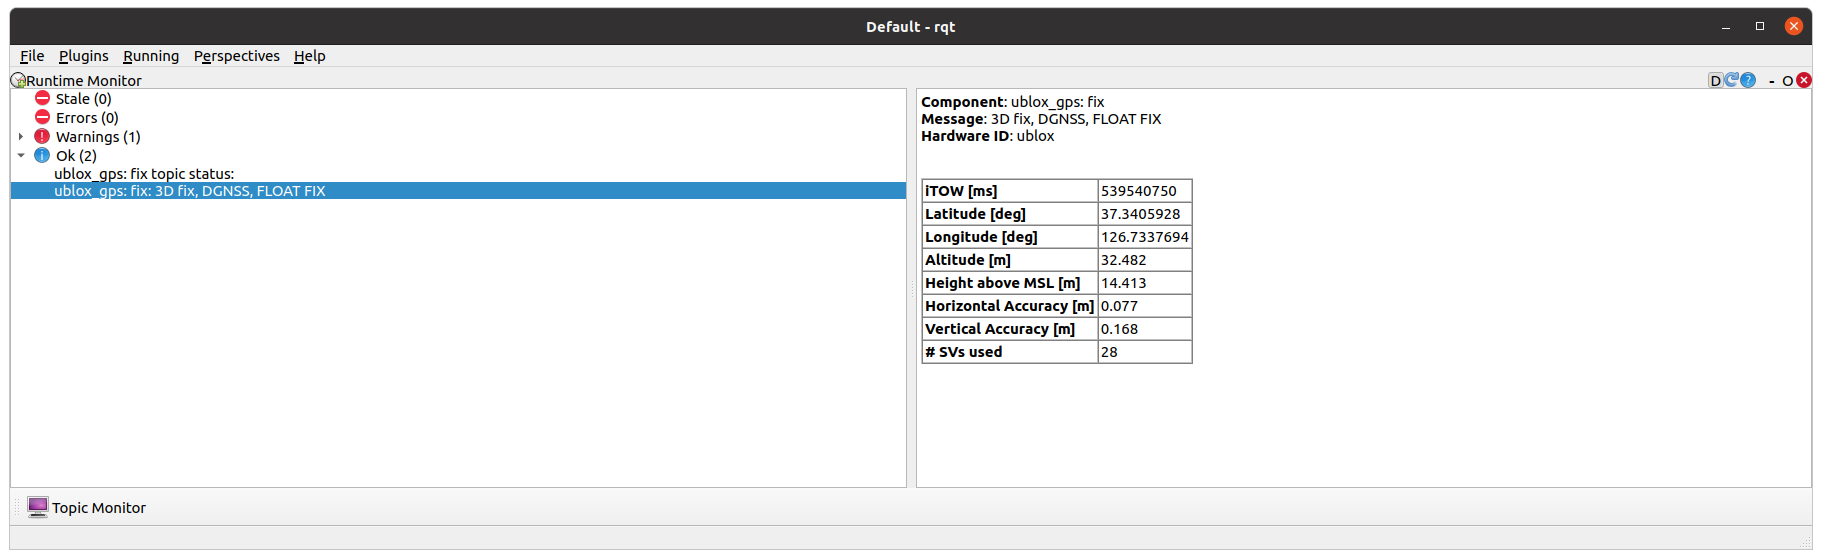 Default - rqt
File Plugins Running Perspectives Help
Runtime Monitor
D ? - O
Stale (0)
Errors (0)
Warnings (1)
Ok (2)
ublox_gps: fix topic status:
ublox_gps: fix: 3D fix, DGNSS, FLOAT FIX
Component: ublox_gps: fix
Message: 3D fix, DGNSS, FLOAT FIX
Hardware ID: ublox
iTOW [ms] 539540750
Latitude [deg] 37.3405928
Longitude [deg] 126.7337694
Altitude [m] 32.482
Height above MSL [m] 14.413
Horizontal Accuracy [m] 0.077
Vertical Accuracy [m] 0.168
# SVs used 28
Topic Monitor